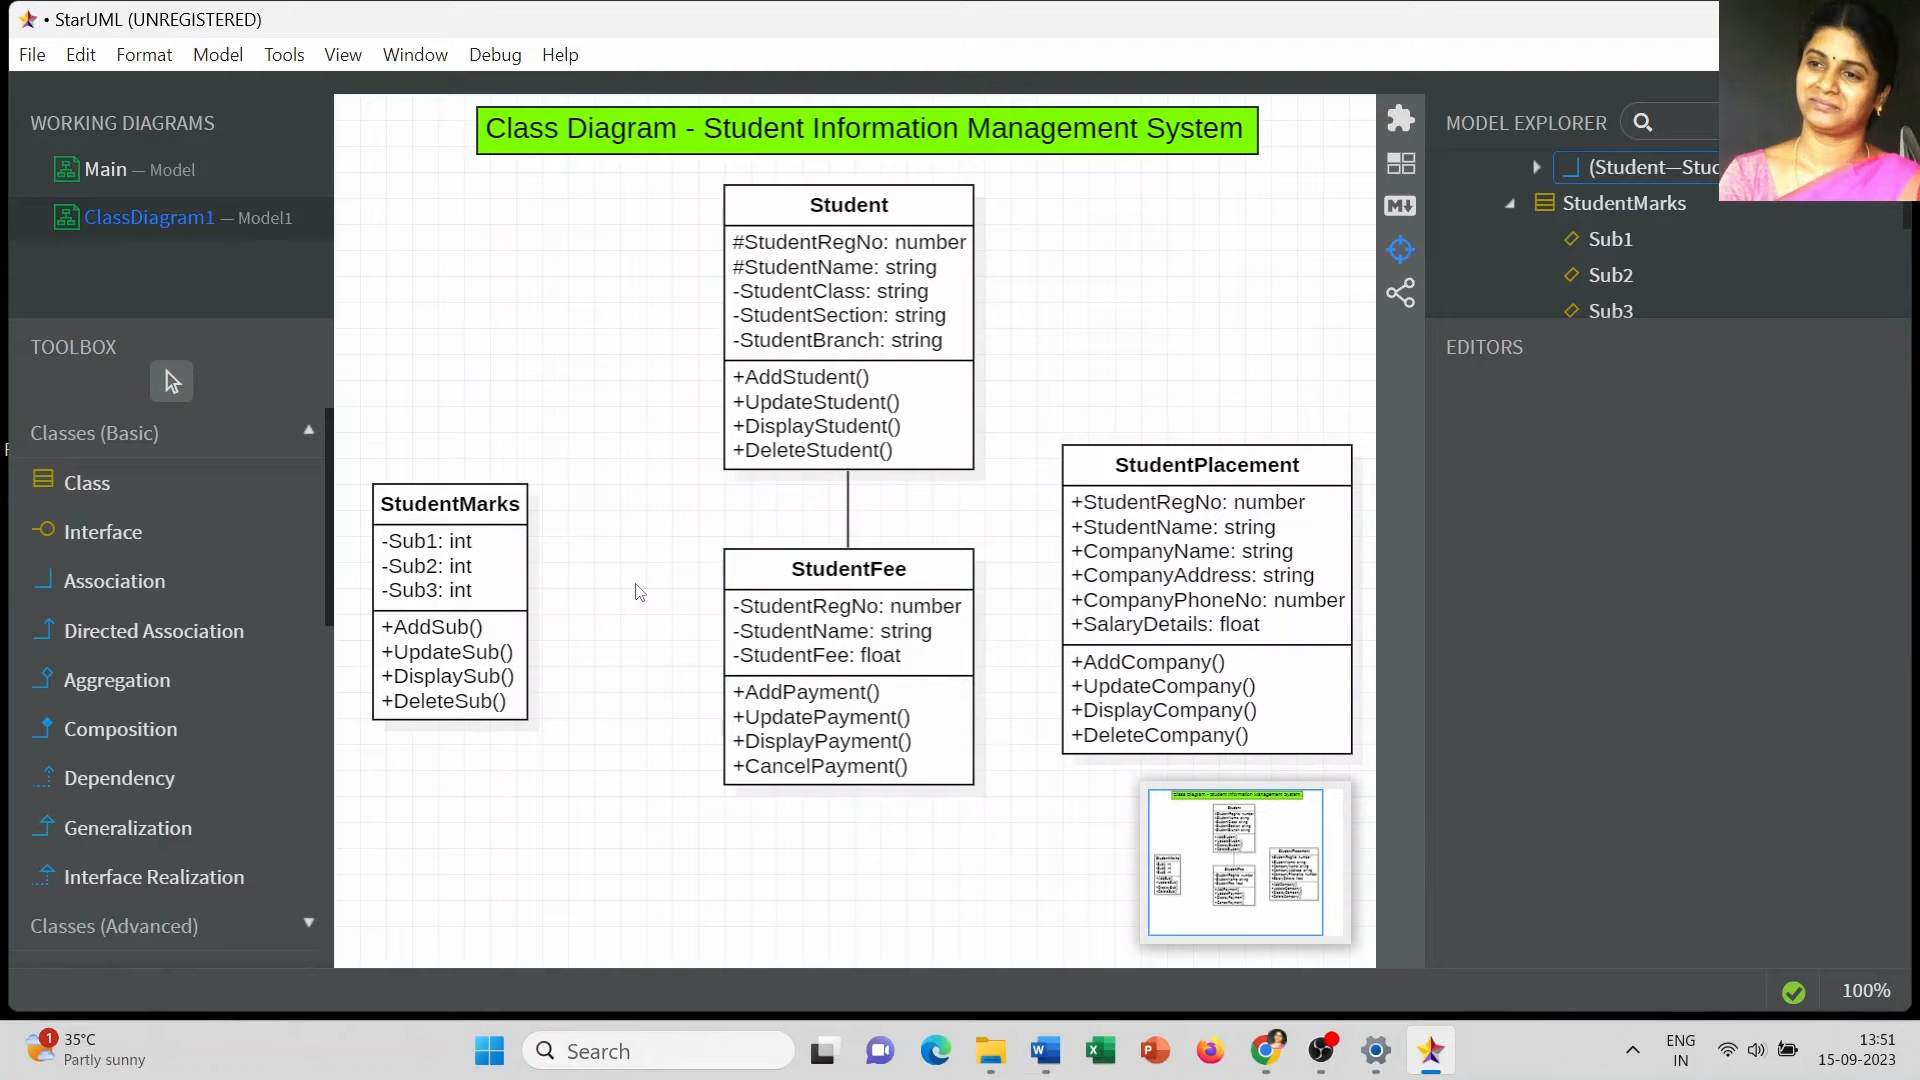 • StarUML (UNREGISTERED)
File Edit Format Model Tools View Window Debug Help
WORKING DIAGRAMS
Main — Model
ClassDiagram1 — Model1
TOOLBOX
Classes (Basic)
Class
Interface
Association
Directed Association
Aggregation
Composition
Dependency
Generalization
Interface Realization
Classes (Advanced)
Class Diagram - Student Information Management System
Student
#StudentRegNo: number
#StudentName: string
-StudentClass: string
-StudentSection: string
-StudentBranch: string
+AddStudent()
+UpdateStudent()
+DisplayStudent()
+DeleteStudent()
StudentMarks
-Sub1: int
-Sub2: int
-Sub3: int
+AddSub()
+UpdateSub()
+DisplaySub()
+DeleteSub()
StudentFee
-StudentRegNo: number
-StudentName: string
-StudentFee: float
+AddPayment()
+UpdatePayment()
+DisplayPayment()
+CancelPayment()
StudentPlacement
+StudentRegNo: number
+StudentName: string
+CompanyName: string
+CompanyAddress: string
+CompanyPhoneNo: number
+SalaryDetails: float
+AddCompany()
+UpdateCompany()
+DisplayCompany()
+DeleteCompany()
MODEL EXPLORER
(Student—Stud
StudentMarks
Sub1
Sub2
Sub3
EDITORS
100%
1
35°C
Partly sunny
Search
ENG
IN
13:51
15-09-2023